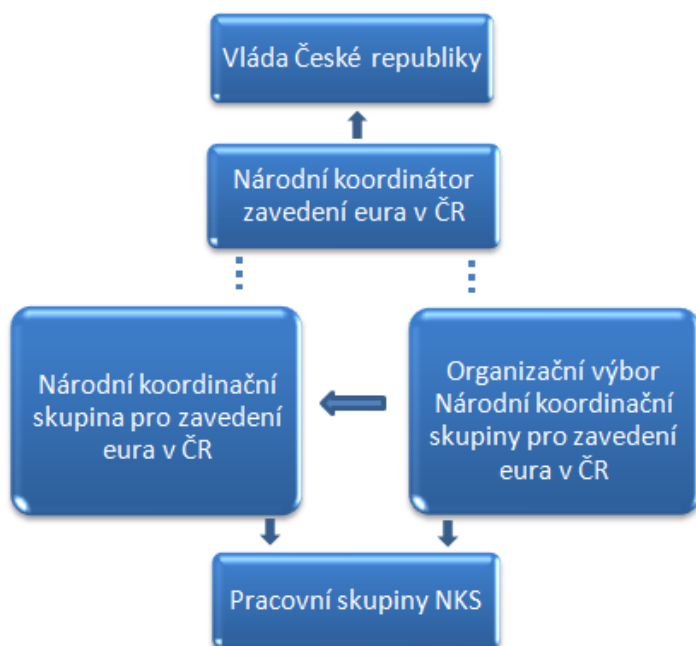 Vláda České republiky
Národní koordinátor
zavedení eura v ČR
Národní koordinační
skupina pro zavedení
eura v ČR
Organizační výbor
Národní koordinační
skupiny pro zavedení
eura v ČR
Pracovní skupiny NKS